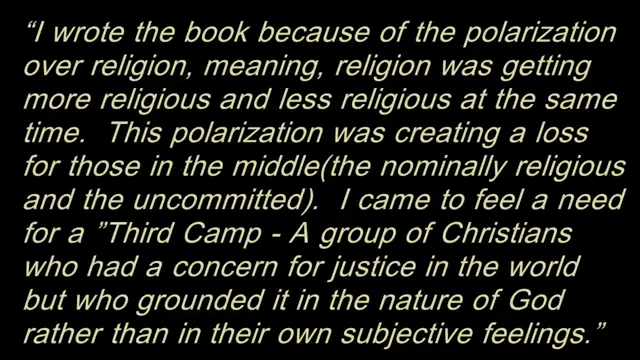 “I wrote the book because of the polarization
over religion, meaning, religion was getting
more religious and less religious at the same
time.  This polarization was creating a loss
for those in the middle(the nominally religious
and the uncommitted).  I came to feel a need
for a ”Third Camp - A group of Christians
who had a concern for justice in the world
but who grounded it in the nature of God
rather than in their own subjective feelings.”